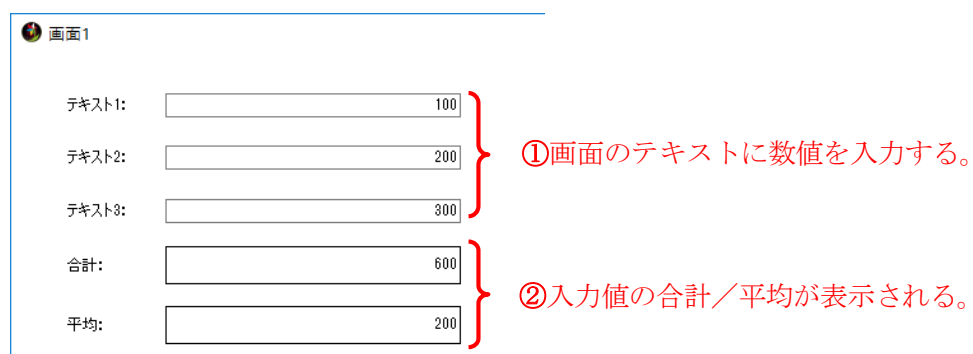 画面1
テキスト1: 100
テキスト2: 200
①画面のテキストに数値を入力する。
テキスト3: 300
合計: 600
②入力値の合計／平均が表示される。
平均: 200